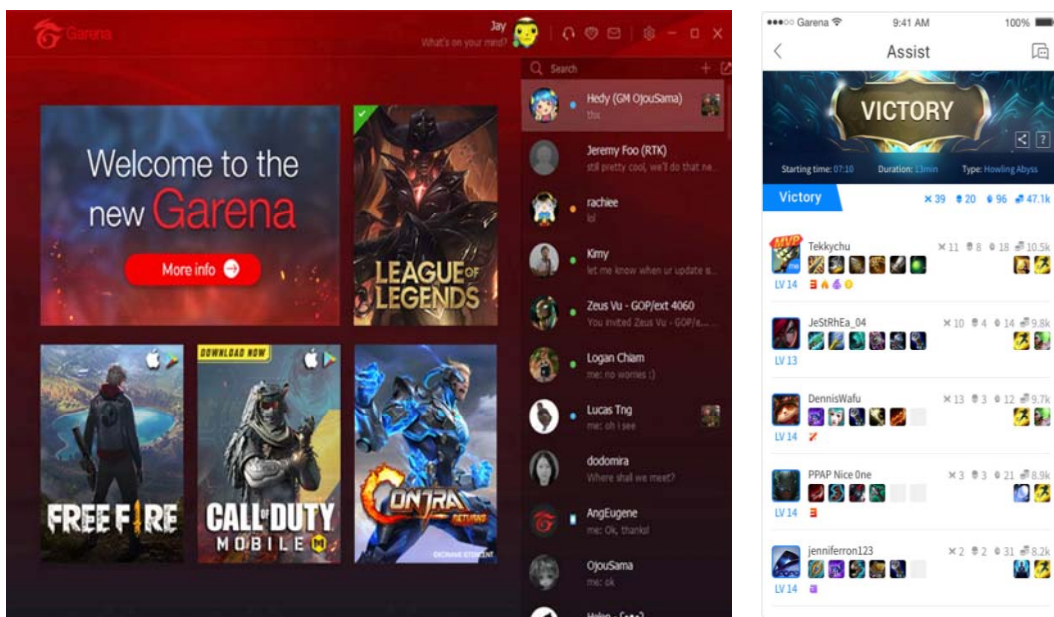 Garena
Jay
What's on your mind?
Search
Welcome to the
new Garena
More info
LEAGUE OF
LEGENDS
FREE FIRE
DOWNLOAD NOW
CALL OF DUTY
MOBILE
CONTRA
RETURNS
©KONAMI ©TENCENT
Hedy (GM OjouSama)
thx
Jeremy Foo (RTK)
still pretty cool, we'll do that ne...
rachiee
lol
Kimy
let me know when ur update is...
Zeus Vu - GOP/ext 4060
You invited Zeus Vu - GOP/e...
Logan Chiam
me: no worries :)
Lucas Tng
me: oh i see
dodomira
Where shall we meet?
AngEugene
me: Ok, thanks!
OjouSama
me: ok
Garena 9:41 AM 100%
Assist
VICTORY
Starting time: 07:10 Duration: 13min Type: Howling Abyss
Victory 39 20 96 47.1k
MVP
Tekkychu 11 8 18 10.5k
me
LV 14
JeStRhEa_04 10 4 14 9.8k
LV 13
DennisWafu 13 3 12 9.7k
LV 14
PPAP Nice 0ne 3 3 21 8.9k
LV 14
jenniferron123 2 2 31 8.2k
LV 14